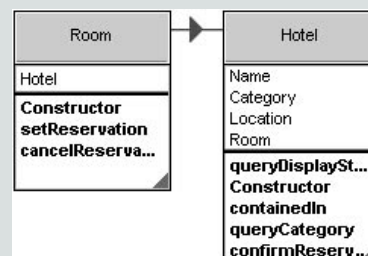 Room
Hotel
Constructor
setReservation
cancelReserva...
Hotel
Name
Category
Location
Room
queryDisplaySt...
Constructor
containedIn
queryCategory
confirmReserv...